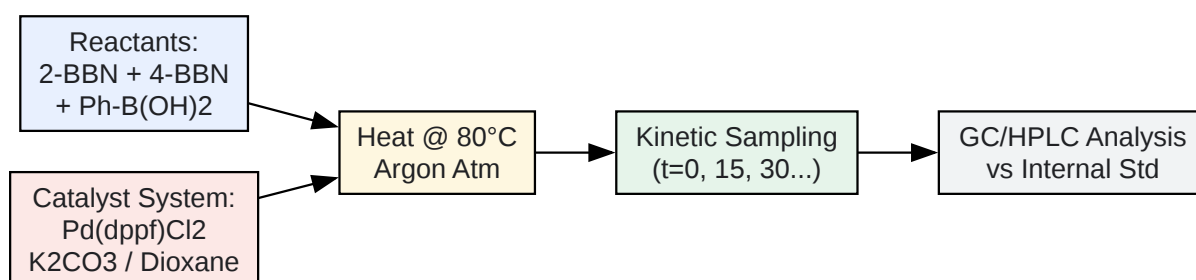 Reactants:
2-BBN + 4-BBN
+ Ph-B(OH)2
Catalyst System:
Pd(dppf)Cl2
K2CO3 / Dioxane
Heat @ 80°C
Argon Atm
Kinetic Sampling
(t=0, 15, 30...)
GC/HPLC Analysis
vs Internal Std